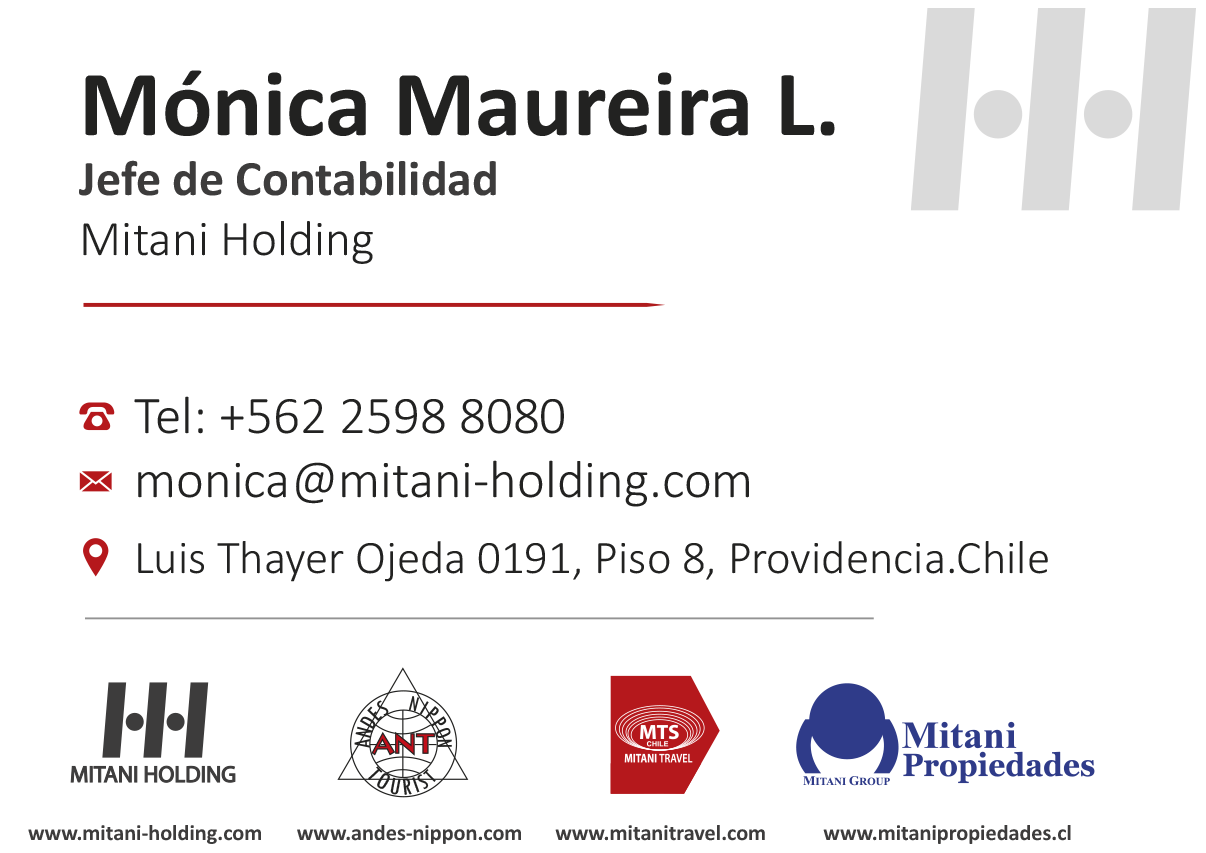 Mónica Maureira L.
Jefe de Contabilidad
Mitani Holding
Tel: +562 2598 8080
monica@mitani-holding.com
Luis Thayer Ojeda 0191, Piso 8, Providencia.Chile
MITANI HOLDING
ANDES NIPPON
ANT
TOURIST
MTS
CHILE
MITANI TRAVEL
Mitani
Propiedades
MITANI GROUP
www.mitani-holding.com
www.andes-nippon.com
www.mitanitravel.com
www.mitanipropiedades.cl